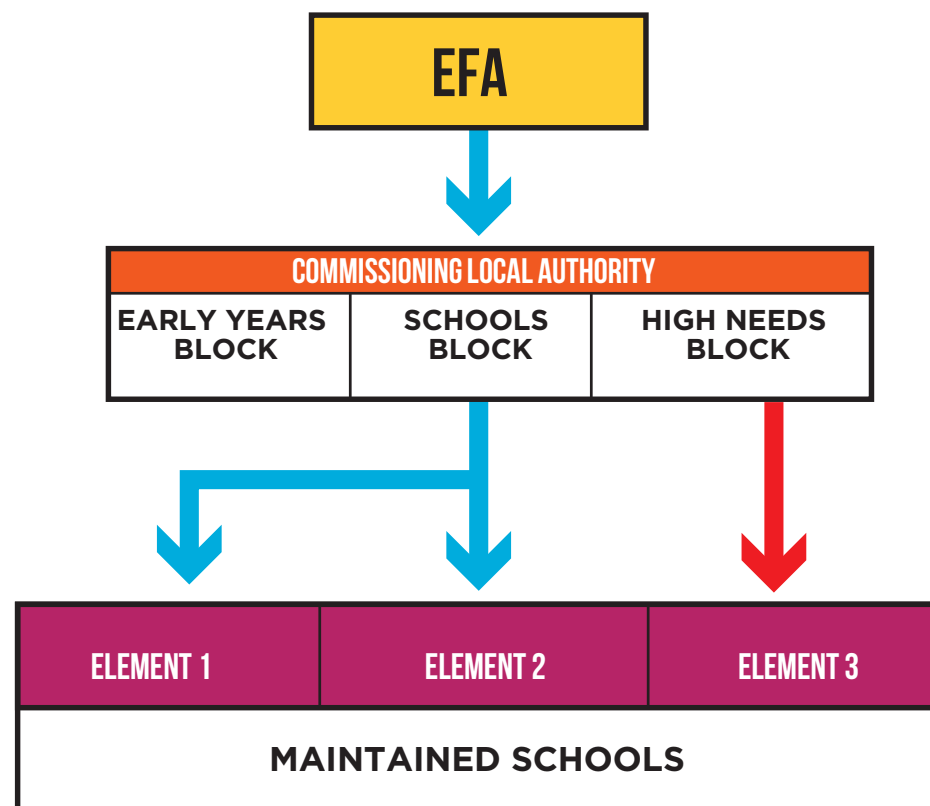 EFA
COMMISSIONING LOCAL AUTHORITY
EARLY YEARS
BLOCK
SCHOOLS
BLOCK
HIGH NEEDS
BLOCK
ELEMENT 1
ELEMENT 2
ELEMENT 3
MAINTAINED SCHOOLS